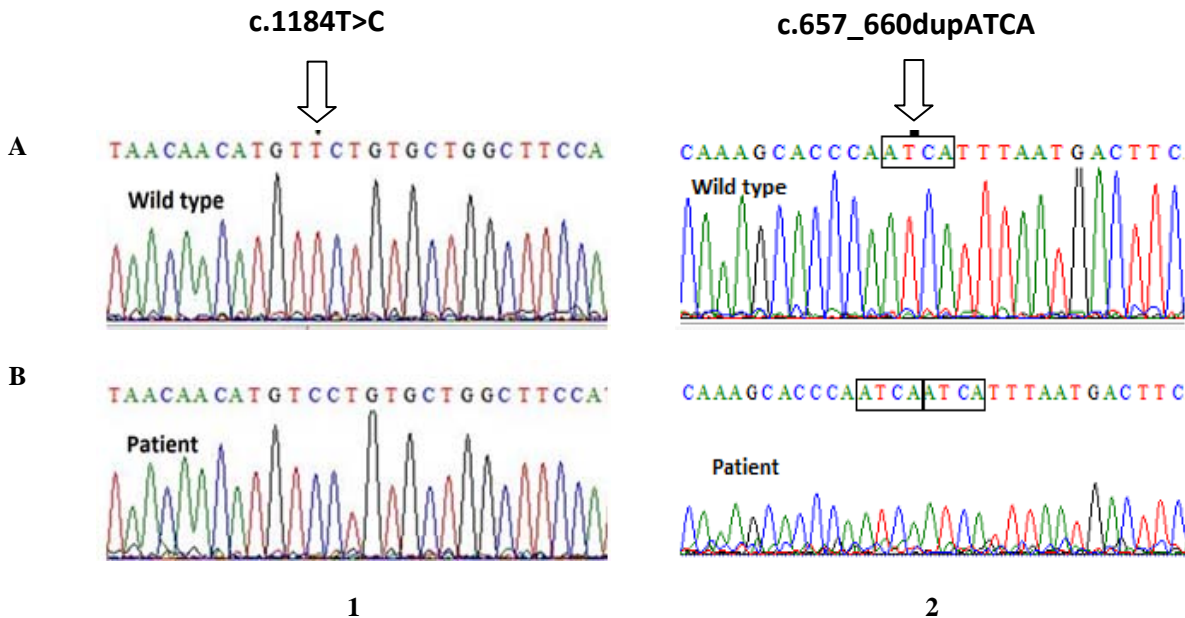 c.1184T>C
c.657_660dupATCA
A
TAACAACATGTTCTGTGCTGGCTTCCA
CAAAGCACCCAATCATTTAATGACTTC
Wild type
Wild type
B
TAACAACATGTCCTGTGCTGGCTTCCA
CAAAGCACCCAATCAATCATTTAATGACTTC
Patient
Patient
1
2